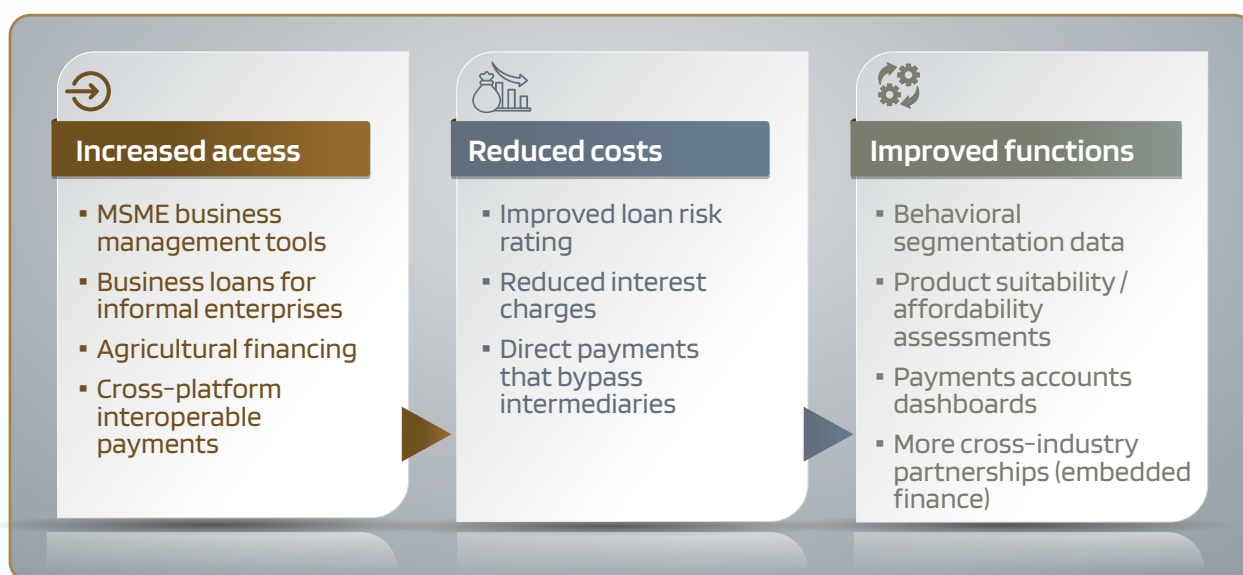 Increased access
▪ MSME business
management tools
▪ Business loans for
informal enterprises
▪ Agricultural financing
▪ Cross-platform
interoperable
payments
Reduced costs
▪ Improved loan risk
rating
▪ Reduced interest
charges
▪ Direct payments
that bypass
intermediaries
Improved functions
▪ Behavioral
segmentation data
▪ Product suitability /
affordability
assessments
▪ Payments accounts
dashboards
▪ More cross-industry
partnerships (embedded
finance)